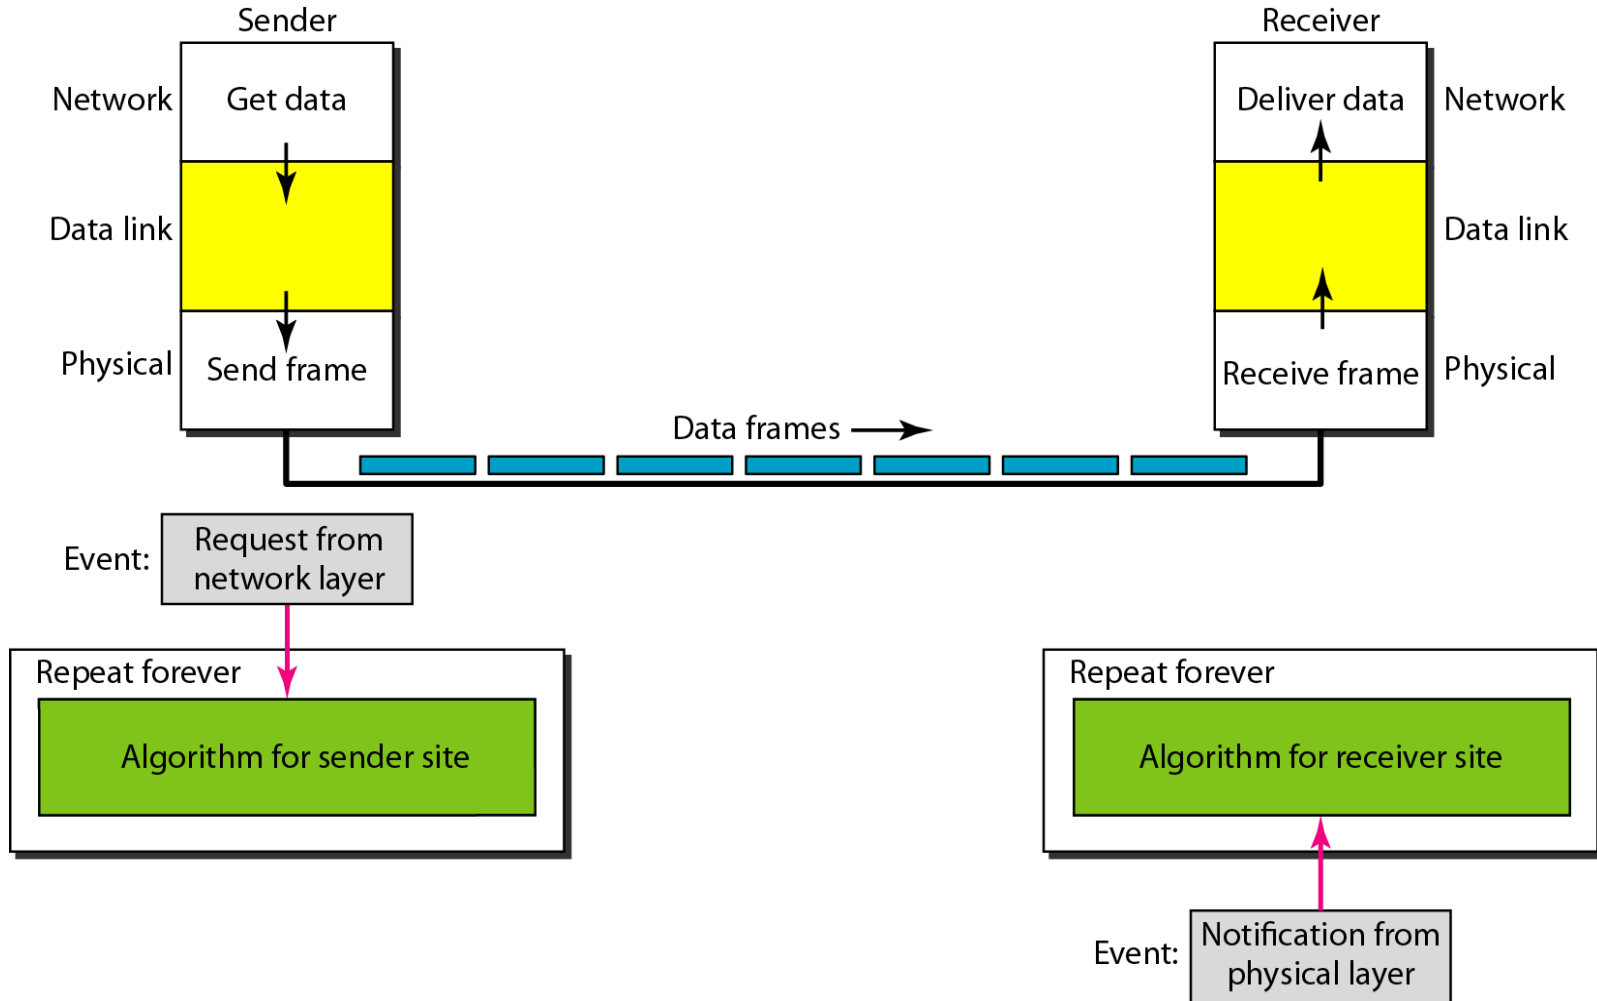 Sender
Receiver
Network
Get data
Deliver data
Network
Data link
Data link
Physical
Send frame
Receive frame
Physical
Data frames
Event:
Request from
network layer
Repeat forever
Algorithm for sender site
Repeat forever
Algorithm for receiver site
Event:
Notification from
physical layer